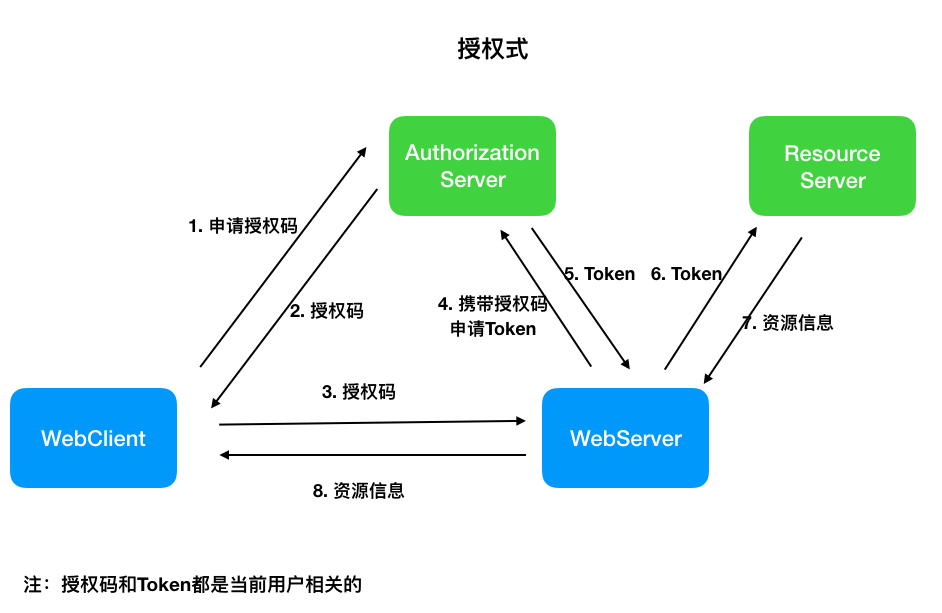 授权式
Authorization
Server
Resource
Server
1. 申请授权码
2. 授权码
4. 携带授权码
申请Token
5. Token
6. Token
7. 资源信息
3. 授权码
WebClient
WebServer
8. 资源信息
注：授权码和Token都是当前用户相关的